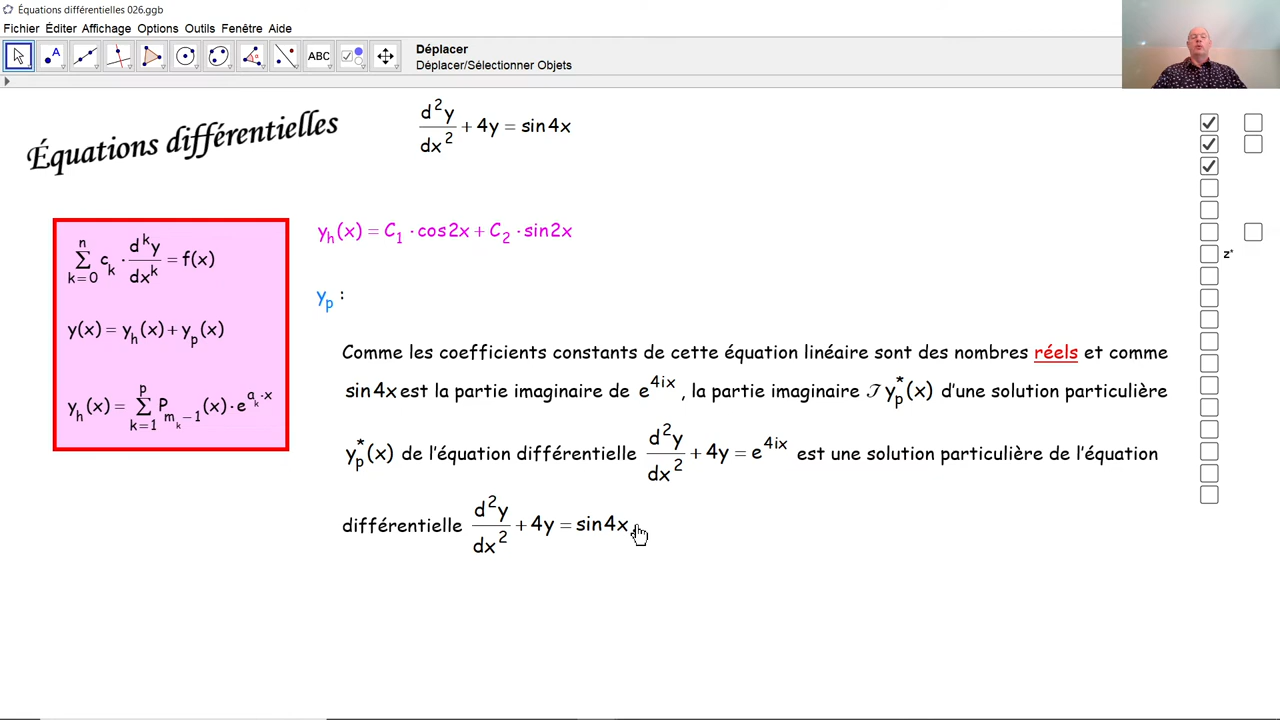 Équations différentielles 026.ggb
Fichier Éditer Affichage Options Outils Fenêtre Aide
A
ABC
Déplacer
Déplacer/Sélectionner Objets
Équations différentielles
d²y/dx² + 4y = sin4x
∑_{k=0}^{n} c_k · d^k y/dx^k = f(x)
y(x) = y_h(x) + y_p(x)
y_h(x) = ∑_{k=1}^{p} P_{m_k−1}(x) · e^{a_k·x}
y_h(x) = C₁ · cos2x + C₂ · sin2x
y_p :
Comme les coefficients constants de cette équation linéaire sont des nombres réels et comme
sin4x est la partie imaginaire de e^{4ix}, la partie imaginaire ℐ y_p^*(x) d'une solution particulière
y_p^*(x) de l'équation différentielle d²y/dx² + 4y = e^{4ix} est une solution particulière de l'équation
différentielle d²y/dx² + 4y = sin4x
z*